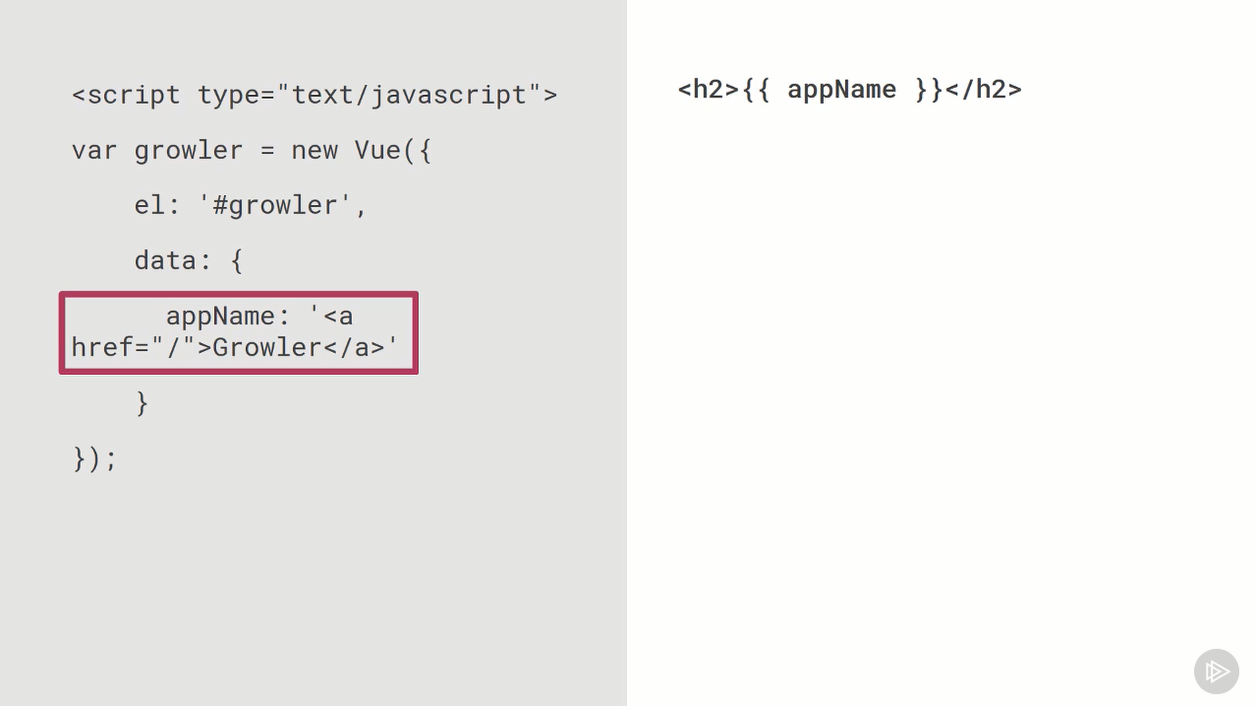 <script type="text/javascript">
var growler = new Vue({
    el: '#growler',
    data: {
      appName: '<a
href="/">Growler</a>'
    }
});
<h2>{{ appName }}</h2>